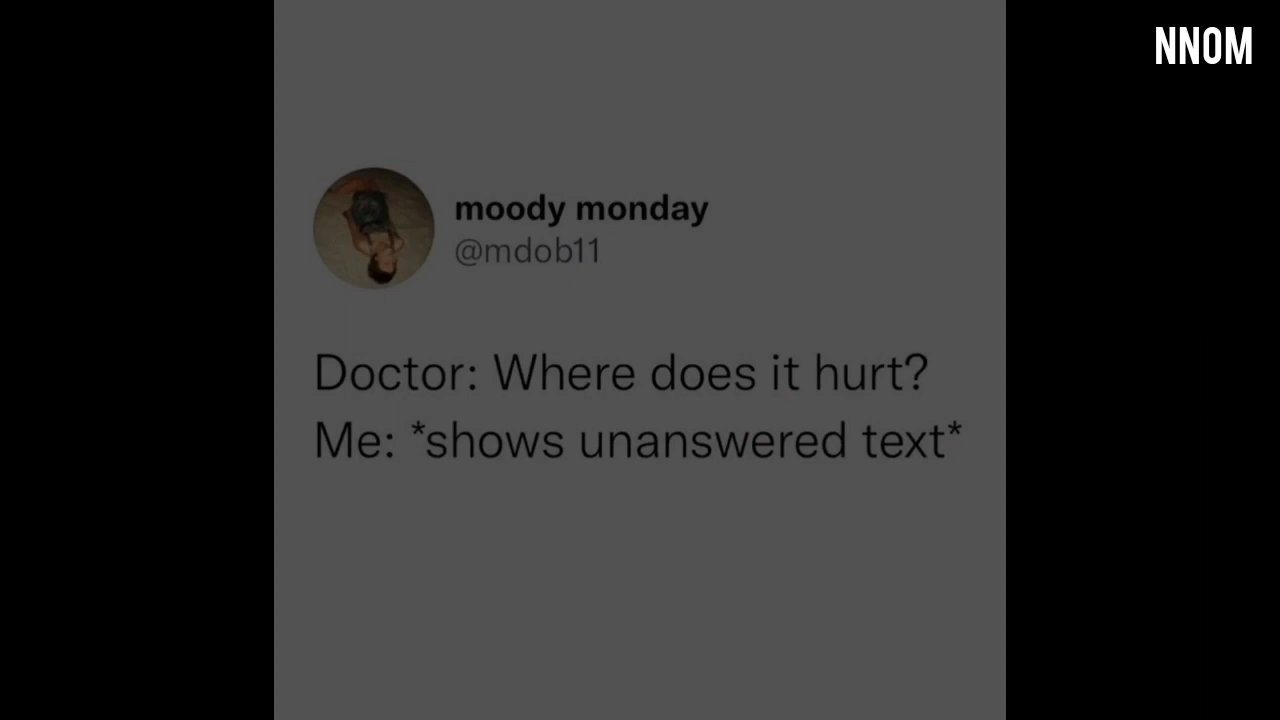 NNOM
moody monday
@mdob11
Doctor: Where does it hurt?
Me: *shows unanswered text*